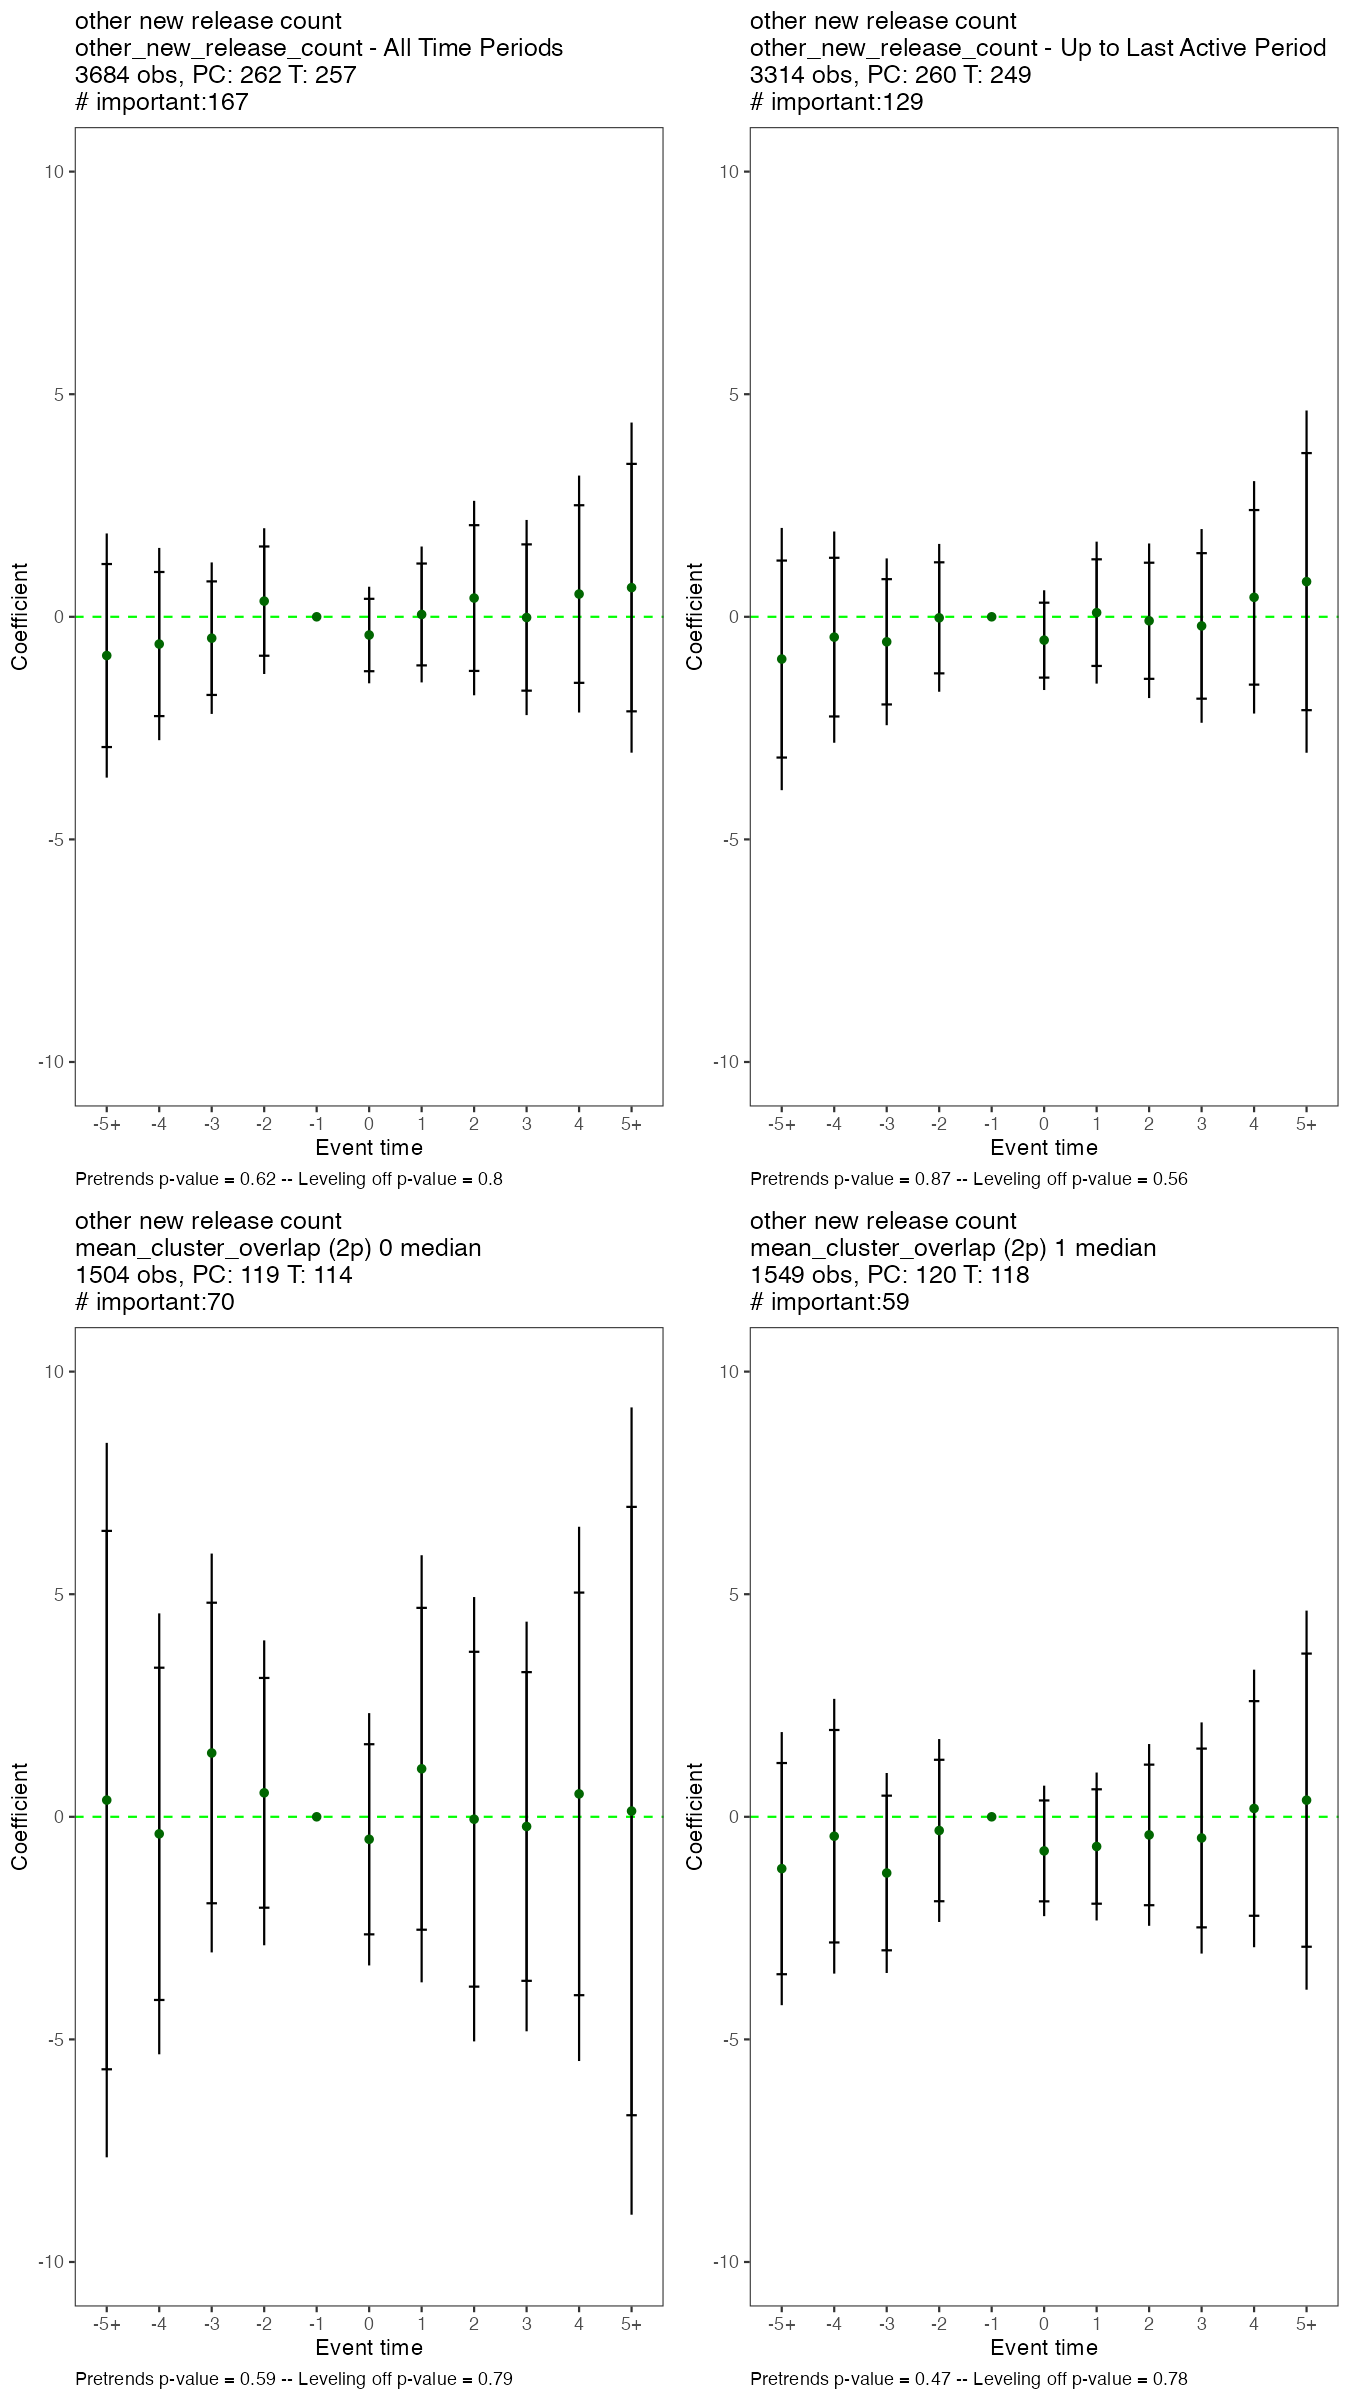 other new release count
other_new_release_count - All Time Periods
3684 obs, PC: 262 T: 257
# important:167
10
5
0
-5
-10
Coefficient
-5+ -4 -3 -2 -1 0 1 2 3 4 5+
Event time
Pretrends p-value = 0.62 -- Leveling off p-value = 0.8
other new release count
other_new_release_count - Up to Last Active Period
3314 obs, PC: 260 T: 249
# important:129
10
5
0
-5
-10
Coefficient
-5+ -4 -3 -2 -1 0 1 2 3 4 5+
Event time
Pretrends p-value = 0.87 -- Leveling off p-value = 0.56
other new release count
mean_cluster_overlap (2p) 0 median
1504 obs, PC: 119 T: 114
# important:70
10
5
0
-5
-10
Coefficient
-5+ -4 -3 -2 -1 0 1 2 3 4 5+
Event time
Pretrends p-value = 0.59 -- Leveling off p-value = 0.79
other new release count
mean_cluster_overlap (2p) 1 median
1549 obs, PC: 120 T: 118
# important:59
10
5
0
-5
-10
Coefficient
-5+ -4 -3 -2 -1 0 1 2 3 4 5+
Event time
Pretrends p-value = 0.47 -- Leveling off p-value = 0.78